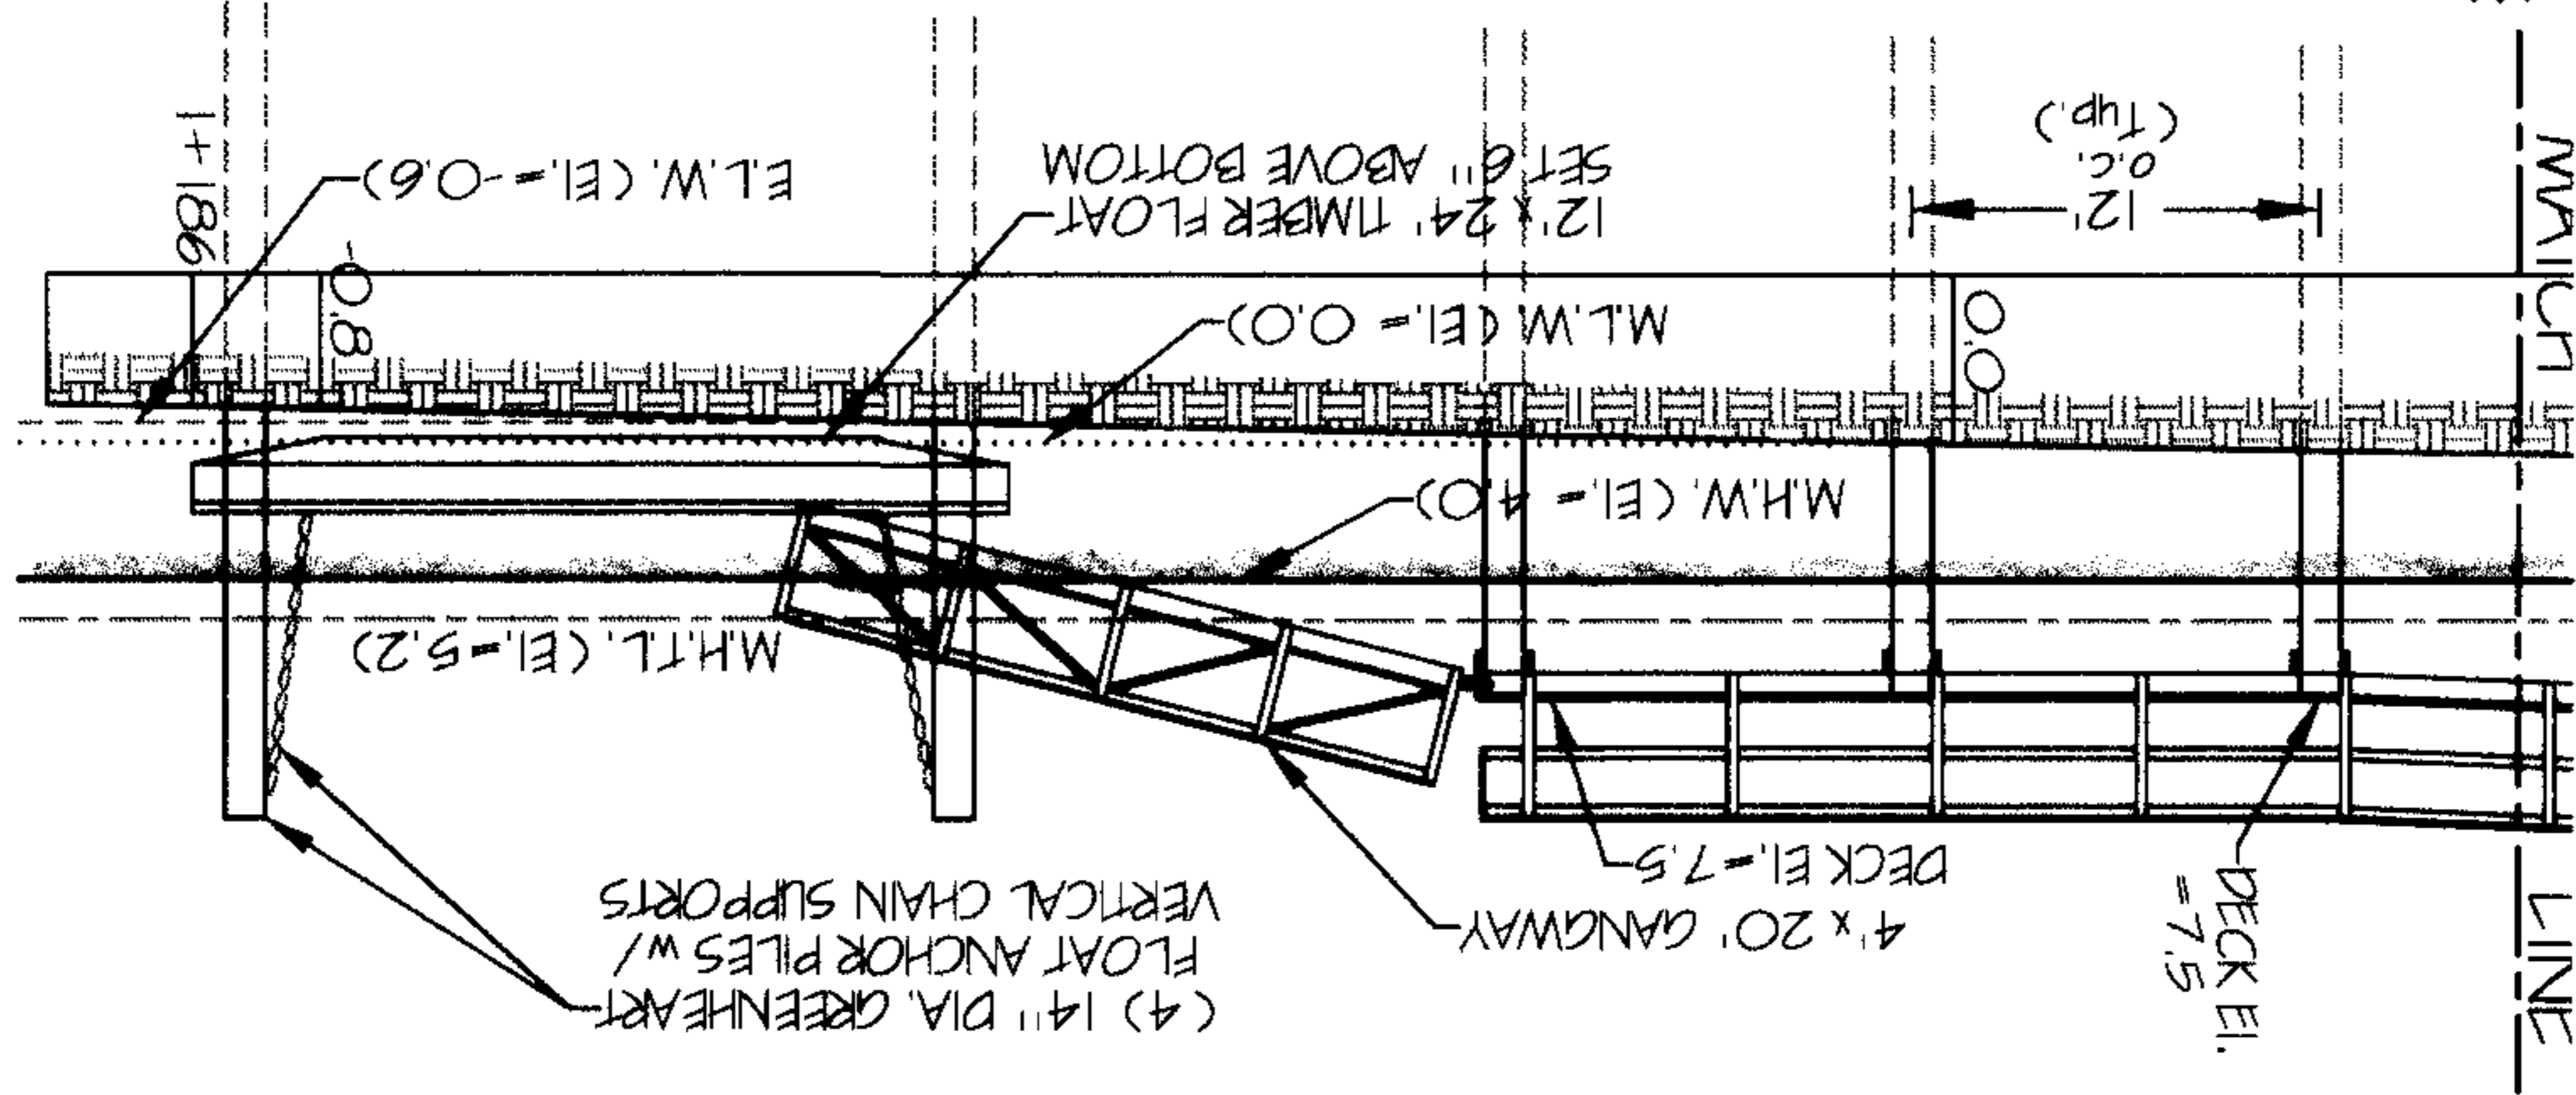 LINE
DECK El.
=7.5
(4) 14" DIA. GREENHEART
FLOAT ANCHOR PILES w/
VERTICAL CHAIN SUPPORTS
4' x 20' GANGWAY
DECK El.=7.5
M.H.T.L. (El.=5.2)
M.H.W. (El.= 4.0)
M.L.W. (El.= 0.0)
0.0
-0.8
12'
o.c.
(Typ.)
12' x 24' TIMBER FLOAT
SET 6" ABOVE BOTTOM
E.L.W. (El.=-0.6)
1+ 186